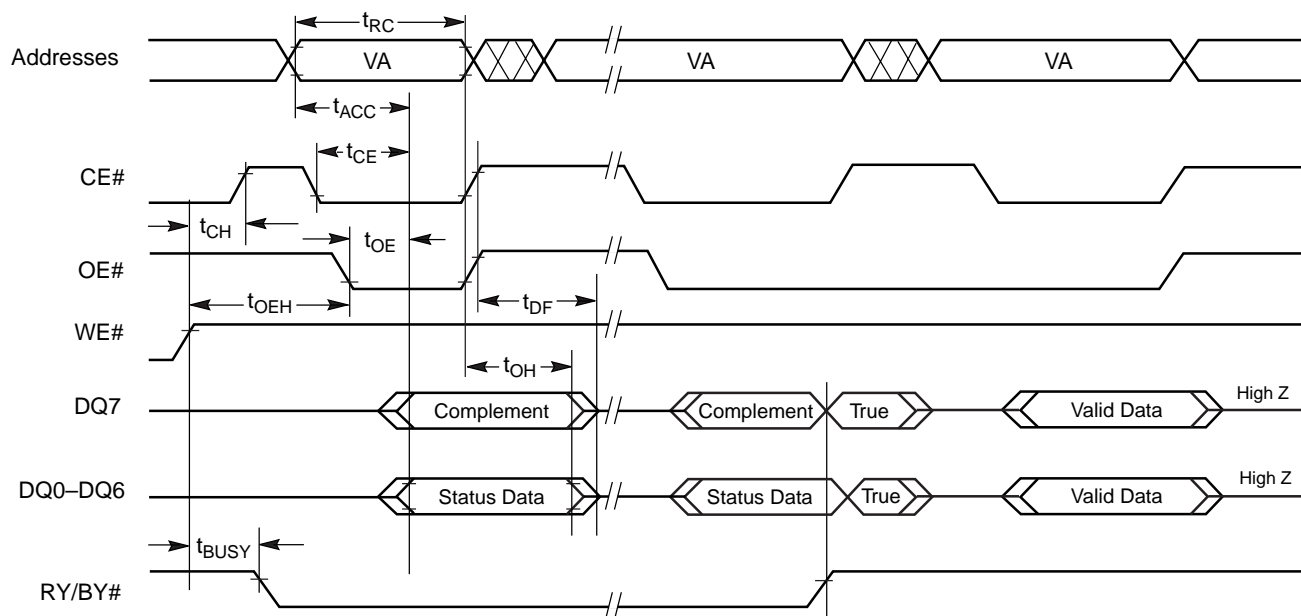 tRC
Addresses VA VA VA
tACC
tCE
CE#
tCH tOE
OE#
tOEH tDF
WE#
tOH
DQ7 Complement Complement True Valid Data High Z
DQ0–DQ6 Status Data Status Data True Valid Data High Z
tBUSY
RY/BY#